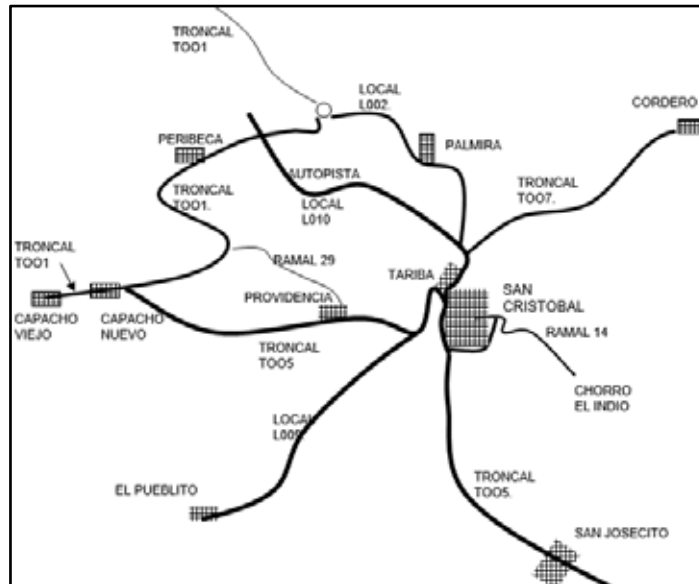 TRONCAL
TOO1
LOCAL
L002.
CORDERO
PERIBECA
PALMIRA
AUTOPISTA
LOCAL
L010
TRONCAL
TOO1.
TRONCAL
TOO7.
TRONCAL
TOO1
RAMAL 29
TARIBA
SAN
CRISTOBAL
PROVIDENCIA
CAPACHO
VIEJO
CAPACHO
NUEVO
RAMAL 14
TRONCAL
TOO5
CHORRO
EL INDIO
LOCAL
L009
TRONCAL
TOO5.
EL PUEBLITO
SAN JOSECITO